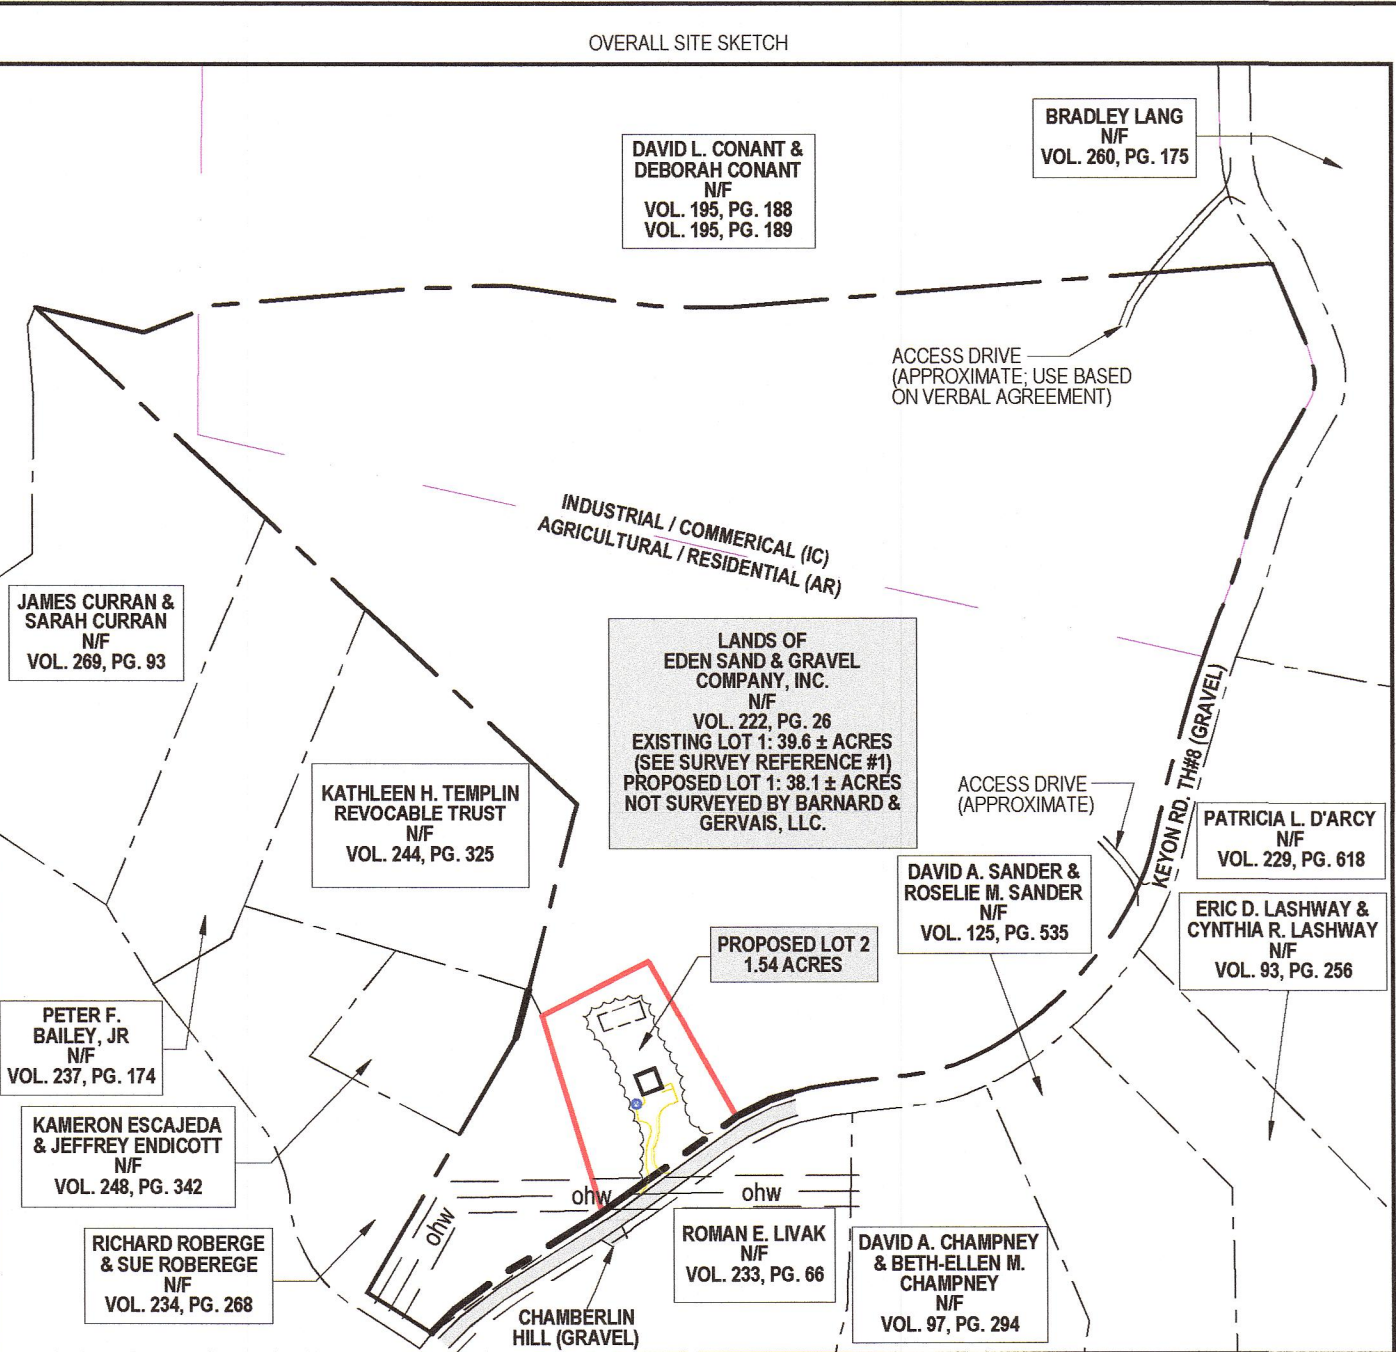 OVERALL SITE SKETCH
BRADLEY LANG
N/F
VOL. 260, PG. 175
DAVID L. CONANT &
DEBORAH CONANT
N/F
VOL. 195, PG. 188
VOL. 195, PG. 189
ACCESS DRIVE
(APPROXIMATE; USE BASED
ON VERBAL AGREEMENT)
INDUSTRIAL / COMMERICAL (IC)
AGRICULTURAL / RESIDENTIAL (AR)
JAMES CURRAN &
SARAH CURRAN
N/F
VOL. 269, PG. 93
LANDS OF
EDEN SAND & GRAVEL
COMPANY, INC.
N/F
VOL. 222, PG. 26
EXISTING LOT 1: 39.6 ± ACRES
(SEE SURVEY REFERENCE #1)
PROPOSED LOT 1: 38.1 ± ACRES
NOT SURVEYED BY BARNARD &
GERVAIS, LLC.
KEYON RD. TH#8 (GRAVEL)
KATHLEEN H. TEMPLIN
REVOCABLE TRUST
N/F
VOL. 244, PG. 325
ACCESS DRIVE
(APPROXIMATE)
PATRICIA L. D'ARCY
N/F
VOL. 229, PG. 618
DAVID A. SANDER &
ROSELIE M. SANDER
N/F
VOL. 125, PG. 535
ERIC D. LASHWAY &
CYNTHIA R. LASHWAY
N/F
VOL. 93, PG. 256
PROPOSED LOT 2
1.54 ACRES
PETER F.
BAILEY, JR
N/F
VOL. 237, PG. 174
KAMERON ESCAJEDA
& JEFFREY ENDICOTT
N/F
VOL. 248, PG. 342
ohw
ohw
ohw
RICHARD ROBERGE
& SUE ROBEREGE
N/F
VOL. 234, PG. 268
ROMAN E. LIVAK
N/F
VOL. 233, PG. 66
DAVID A. CHAMPNEY
& BETH-ELLEN M.
CHAMPNEY
N/F
VOL. 97, PG. 294
CHAMBERLIN
HILL (GRAVEL)